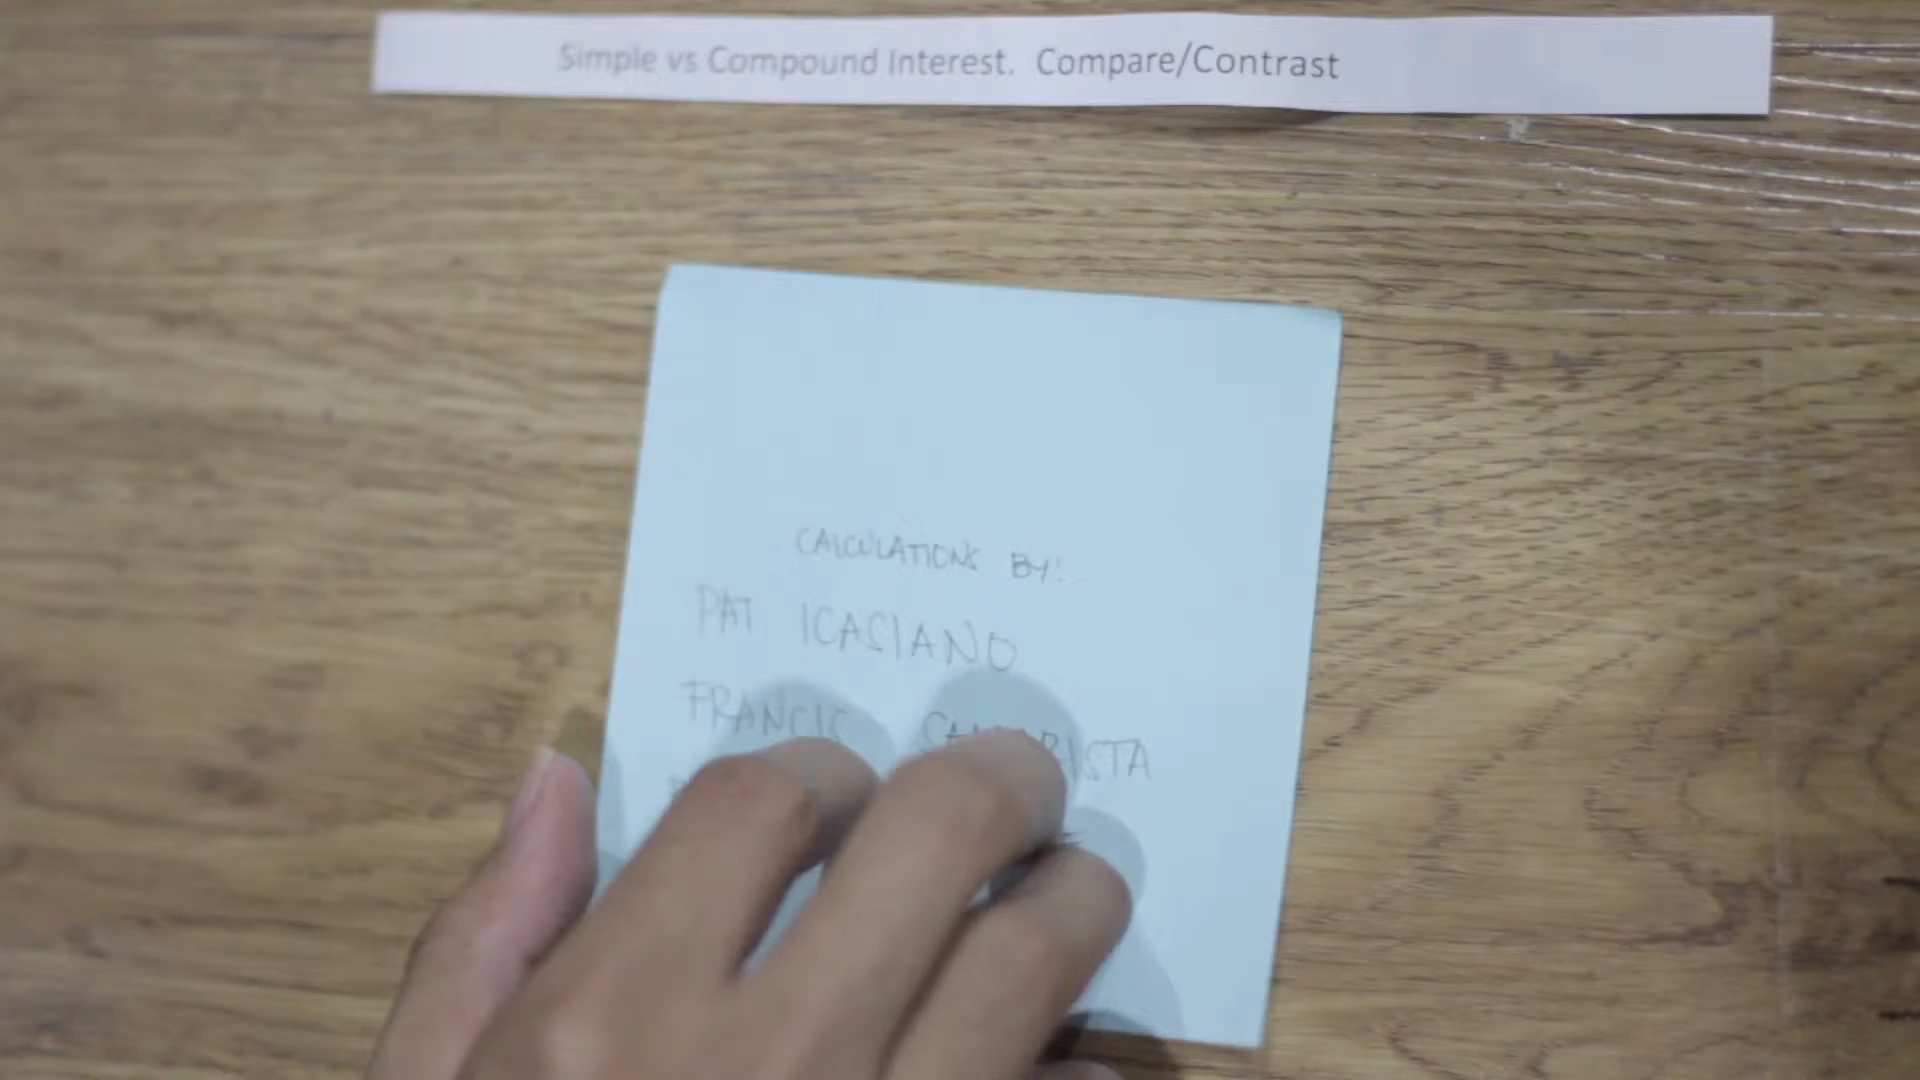 Simple vs Compound Interest. Compare/Contrast
CALCULATIONS BY:
PAT ICASIANO
FRANCIS